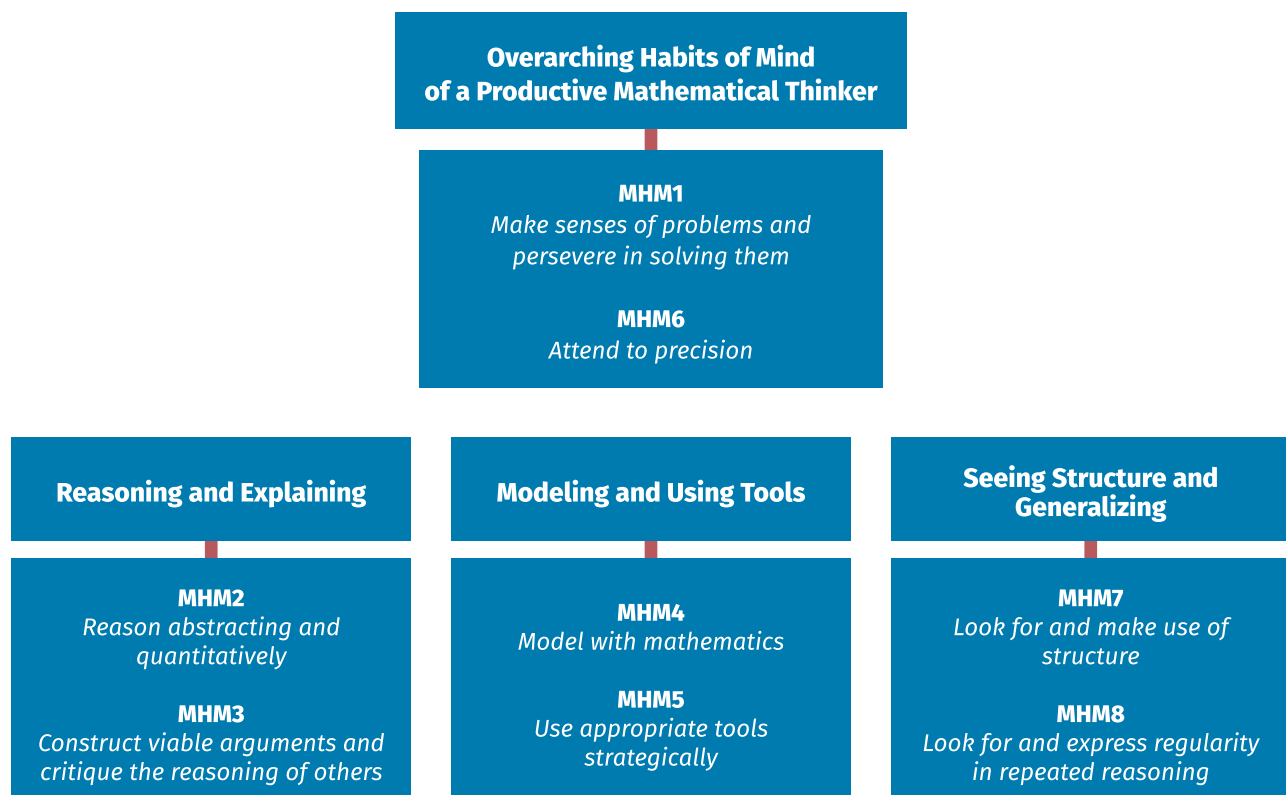 Overarching Habits of Mind
of a Productive Mathematical Thinker
MHM1
Make senses of problems and
persevere in solving them
MHM6
Attend to precision
Reasoning and Explaining
MHM2
Reason abstracting and
quantitatively
MHM3
Construct viable arguments and
critique the reasoning of others
Modeling and Using Tools
MHM4
Model with mathematics
MHM5
Use appropriate tools
strategically
Seeing Structure and
Generalizing
MHM7
Look for and make use of
structure
MHM8
Look for and express regularity
in repeated reasoning